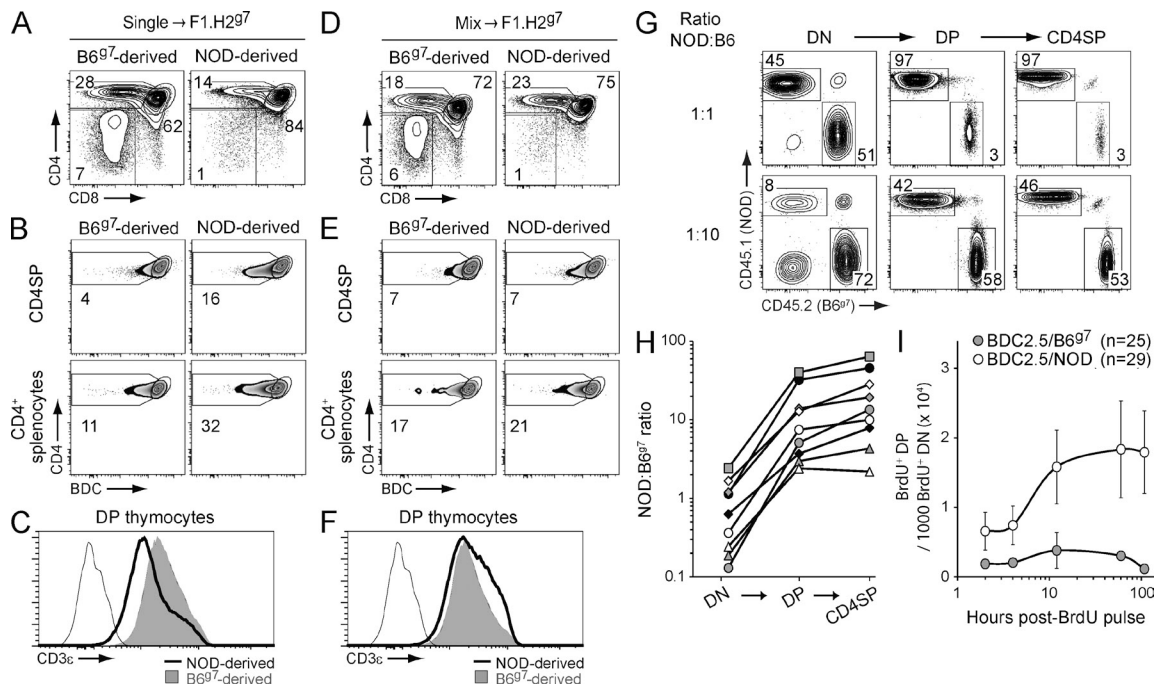 A
Single → F1.H2g7
B6g7-derived
NOD-derived
28
62
7
14
84
1
CD4
CD8
B
B6g7-derived
NOD-derived
CD4SP
4
16
CD4+
splenocytes
11
32
CD4
BDC
C
DP thymocytes
CD3ε
NOD-derived
B6g7-derived
D
Mix → F1.H2g7
B6g7-derived
NOD-derived
18
72
6
23
75
1
CD4
CD8
E
B6g7-derived
NOD-derived
7
7
17
21
CD4
BDC
F
DP thymocytes
CD3ε
NOD-derived
B6g7-derived
G
Ratio
NOD:B6
DN
DP
CD4SP
1:1
45
51
97
3
97
3
1:10
8
72
42
58
46
53
CD45.1 (NOD)
CD45.2 (B6g7)
H
NOD:B6g7 ratio
100
10
1
0.1
DN
DP
CD4SP
I
BDC2.5/B6g7 (n=25)
BDC2.5/NOD (n=29)
BrdU+ DP
/ 1000 BrdU+ DN (x 10⁴)
3
2
1
0
1
10
100
Hours post-BrdU pulse